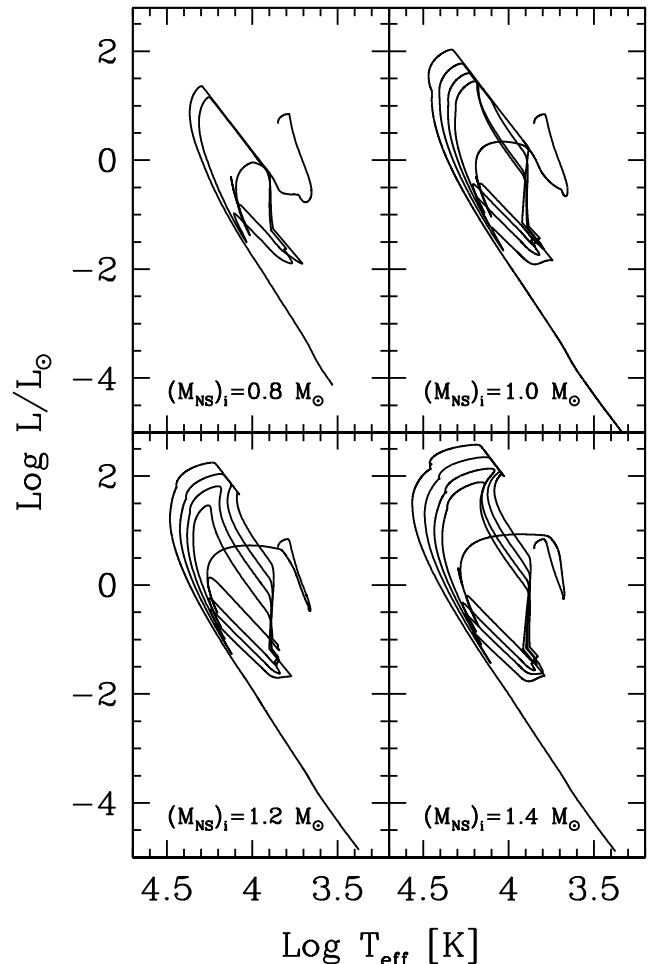 2
0
−2
−4
(M_NS)_i=0.8 M_⊙
(M_NS)_i=1.0 M_⊙
2
0
−2
−4
(M_NS)_i=1.2 M_⊙
(M_NS)_i=1.4 M_⊙
4.5 4 3.5 4.5 4 3.5
Log T_eff [K]
Log L/L_⊙